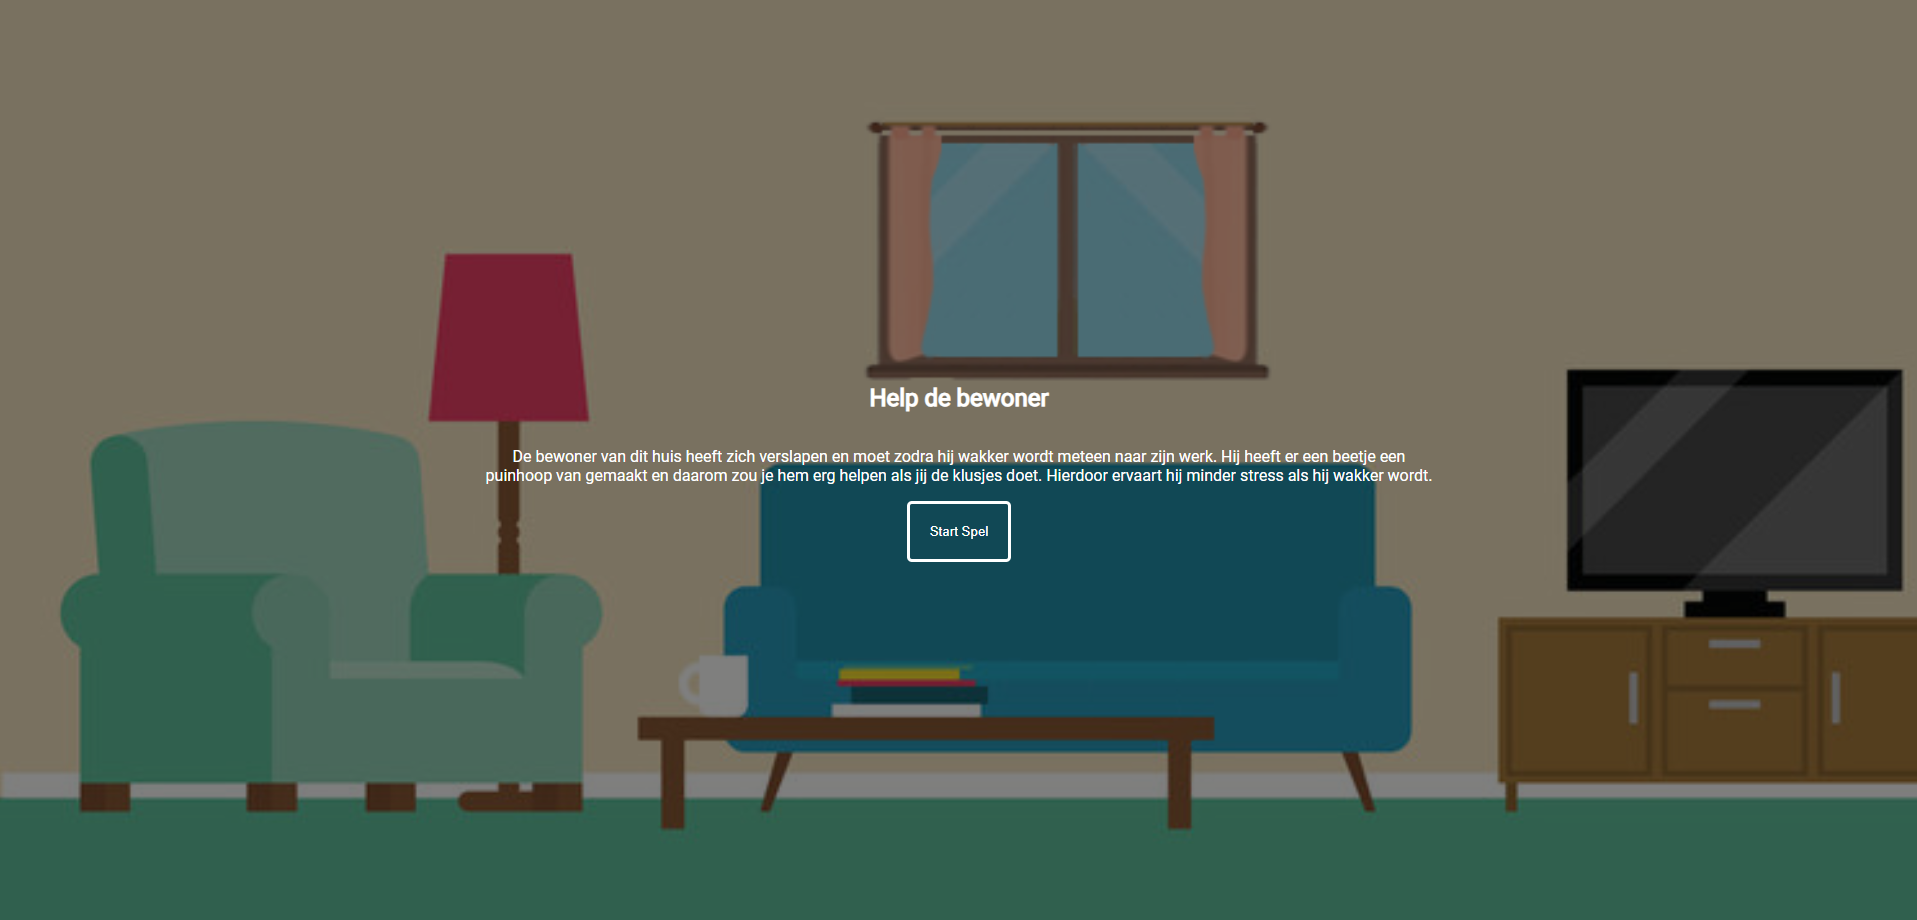 Help de bewoner
De bewoner van dit huis heeft zich verslapen en moet zodra hij wakker wordt meteen naar zijn werk. Hij heeft er een beetje een
puinhoop van gemaakt en daarom zou je hem erg helpen als jij de klusjes doet. Hierdoor ervaart hij minder stress als hij wakker wordt.
Start Spel